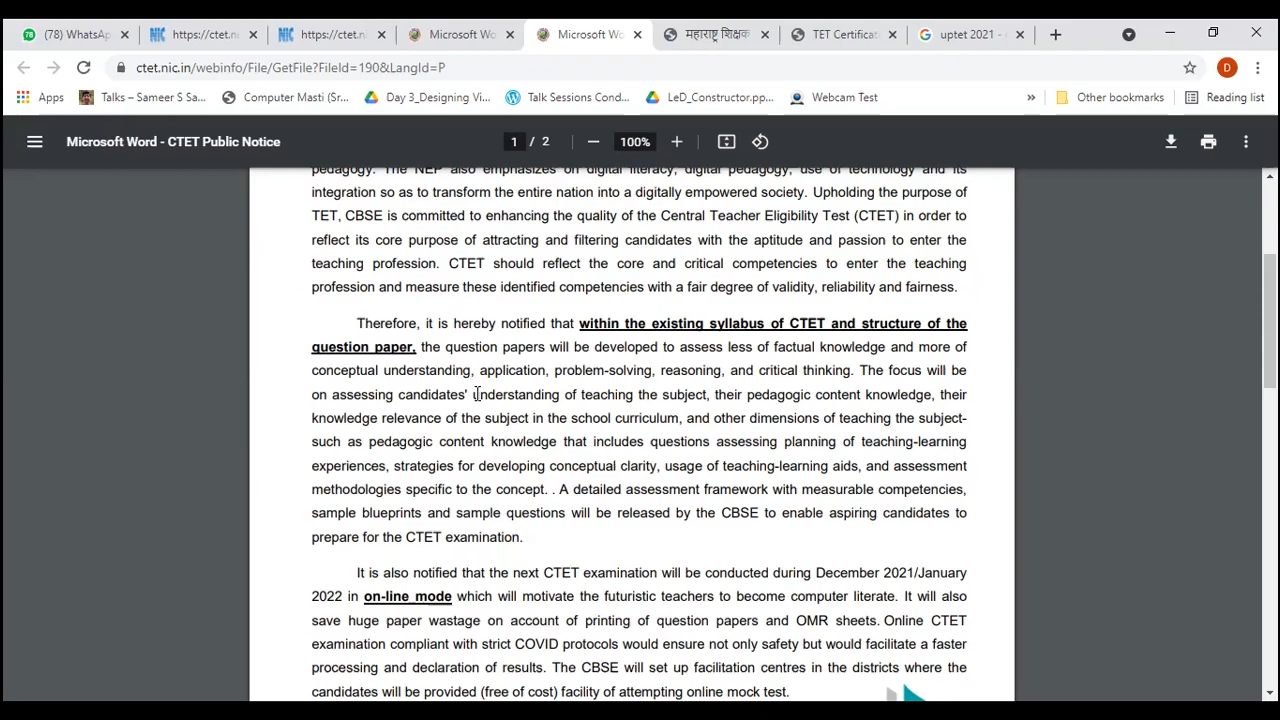 (78) WhatsAp
https://ctet.ni
https://ctet.ni
Microsoft Wo
Microsoft Wo
महाराष्ट्र शिक्षक
TET Certificat
uptet 2021 -
ctet.nic.in/webinfo/File/GetFile?FileId=190&LangId=P
D
Apps
Talks – Sameer S Sa...
Computer Masti (Sr...
Day 3_Designing Vi...
Talk Sessions Cond...
LeD_Constructor.pp...
Webcam Test
»
Other bookmarks
Reading list
Microsoft Word - CTET Public Notice
1 / 2
100%
pedagogy. The NEP also emphasizes on digital literacy, digital pedagogy, use of technology and its
integration so as to transform the entire nation into a digitally empowered society. Upholding the purpose of
TET, CBSE is committed to enhancing the quality of the Central Teacher Eligibility Test (CTET) in order to
reflect its core purpose of attracting and filtering candidates with the aptitude and passion to enter the
teaching profession. CTET should reflect the core and critical competencies to enter the teaching
profession and measure these identified competencies with a fair degree of validity, reliability and fairness.
Therefore, it is hereby notified that within the existing syllabus of CTET and structure of the
question paper, the question papers will be developed to assess less of factual knowledge and more of
conceptual understanding, application, problem-solving, reasoning, and critical thinking. The focus will be
on assessing candidates' understanding of teaching the subject, their pedagogic content knowledge, their
knowledge relevance of the subject in the school curriculum, and other dimensions of teaching the subject-
such as pedagogic content knowledge that includes questions assessing planning of teaching-learning
experiences, strategies for developing conceptual clarity, usage of teaching-learning aids, and assessment
methodologies specific to the concept. . A detailed assessment framework with measurable competencies,
sample blueprints and sample questions will be released by the CBSE to enable aspiring candidates to
prepare for the CTET examination.
It is also notified that the next CTET examination will be conducted during December 2021/January
2022 in on-line mode which will motivate the futuristic teachers to become computer literate. It will also
save huge paper wastage on account of printing of question papers and OMR sheets. Online CTET
examination compliant with strict COVID protocols would ensure not only safety but would facilitate a faster
processing and declaration of results. The CBSE will set up facilitation centres in the districts where the
candidates will be provided (free of cost) facility of attempting online mock test.